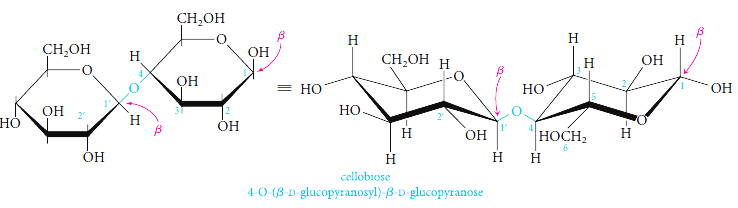 CH₂OH
O
OH
β
H
4
1
CH₂OH
O
OH
3
2
O
1'
OH
2'
H
β
OH
HO
OH
≡
H
CH₂OH
H
O
β
HO
HO
2'
H
OH
O
1'
4
H
H
H
H
3
H
OH
2
H
β
HO
1
OH
5
O
HOCH₂
6
H
cellobiose
4-O-(β-D-glucopyranosyl)-β-D-glucopyranose